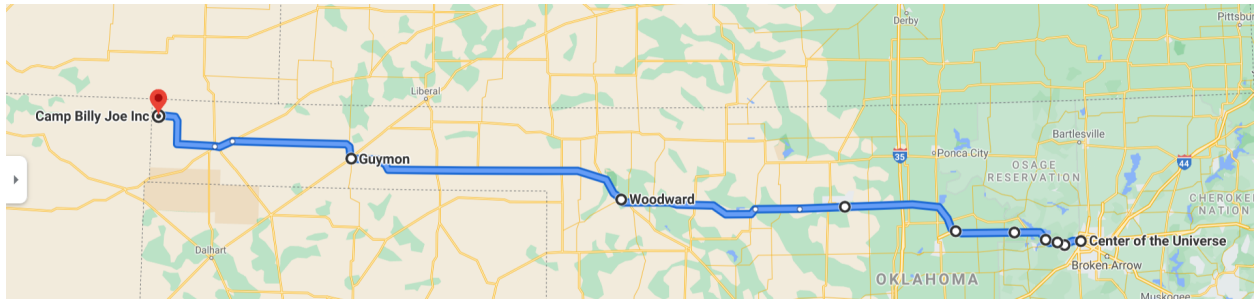 Derby
Pittsbur
Liberal
Camp Billy Joe Inc
Bartlesville
35
Ponca City
Guymon
OSAGE
RESERVATION
44
CHEROKEE
NATION
Woodward
Center of the Universe
Dalhart
Broken Arrow
OKLAHOMA
Muskogee